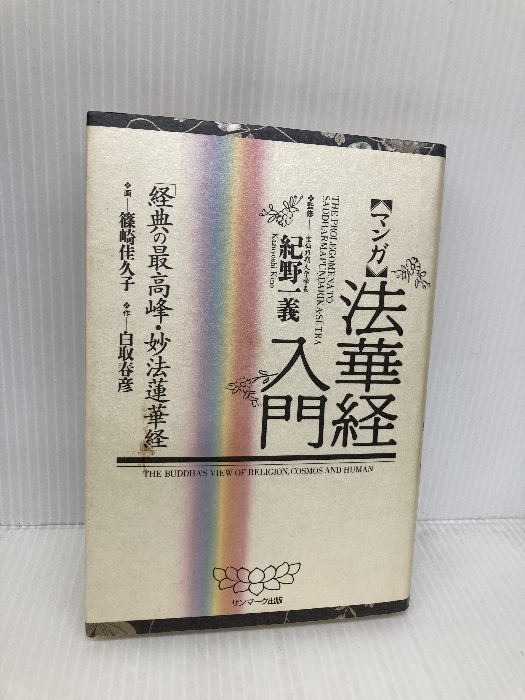 【マンガ】
法華経
入門
THE PROLEGOMENA TO
SADDHARMAPUNDARIKA-SUTRA
❖監修
紀野一義
Kazuyoshi Kino
「経典の最高峰・妙法蓮華経」
❖画―篠崎佳久子 ❖作―白取春彦
THE BUDDHA'S VIEW OF RELIGION, COSMOS AND HUMAN
サンマーク出版